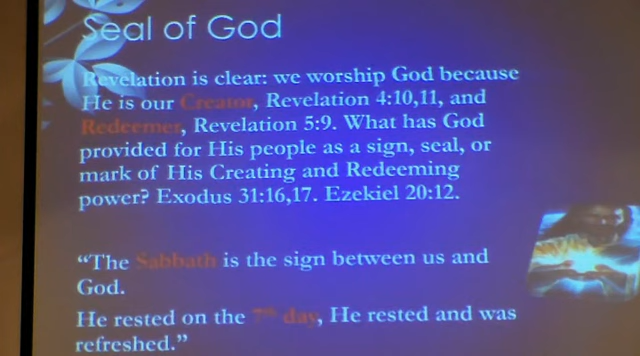 Seal of God
Revelation is clear: we worship God because
He is our Creator, Revelation 4:10,11, and
Redeemer, Revelation 5:9. What has God
provided for His people as a sign, seal, or
mark of His Creating and Redeeming
power? Exodus 31:16,17. Ezekiel 20:12.
“The Sabbath is the sign between us and
God.
He rested on the 7th day, He rested and was
refreshed.”